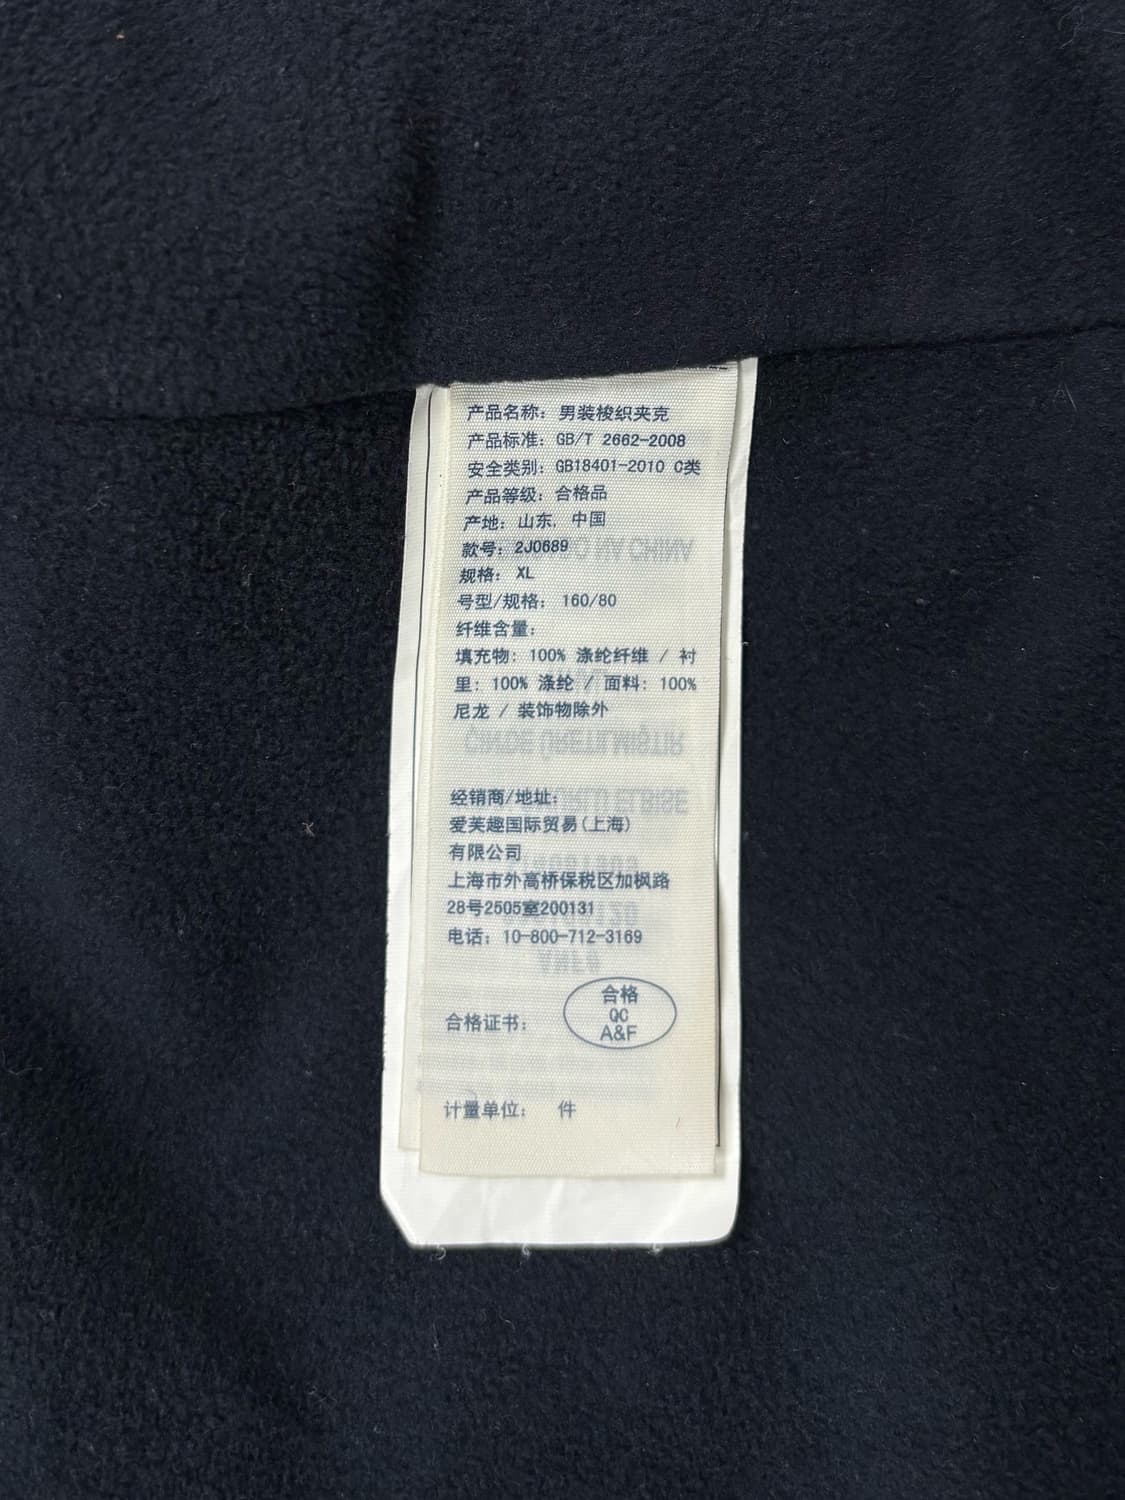 产品名称：男装梭织夹克
产品标准：GB/T 2662-2008
安全类别：GB18401-2010 C类
产品等级：合格品
产地：山东，中国
款号：2J0689
规格：XL
号型/规格：160/80
纤维含量：
填充物：100% 涤纶纤维 / 衬
里：100% 涤纶 / 面料：100%
尼龙 / 装饰物除外
经销商/地址：
爱芙趣国际贸易(上海)
有限公司
上海市外高桥保税区加枫路
28号2505室200131
电话：10-800-712-3169
合格
QC
A&F
合格证书：
计量单位： 件